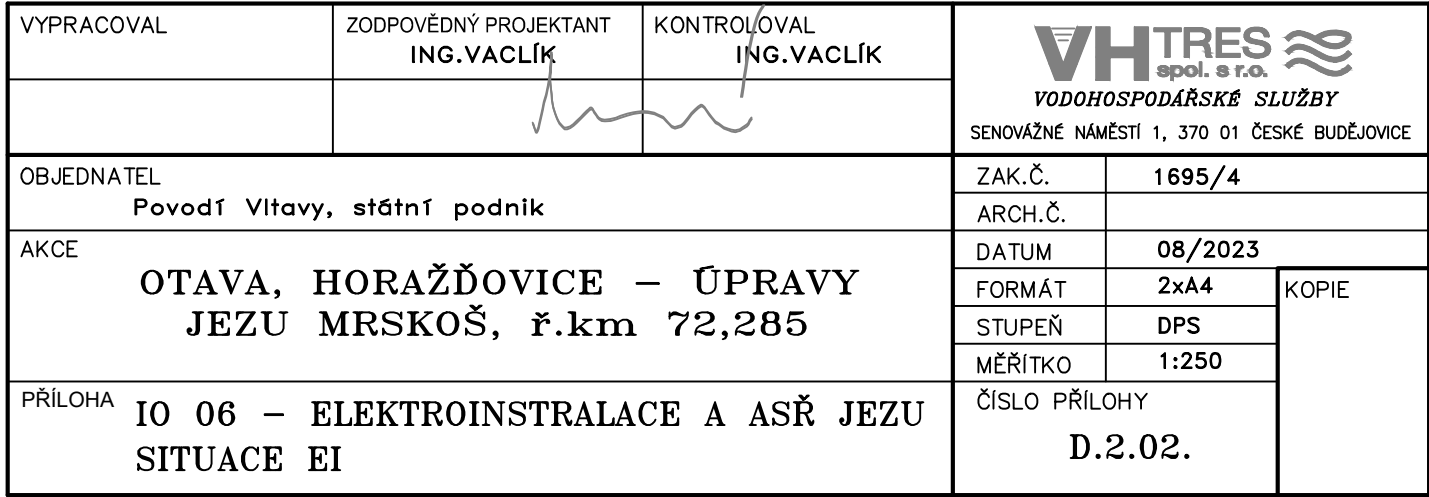 VYPRACOVAL
ZODPOVĚDNÝ PROJEKTANT
ING.VACLÍK
KONTROLOVAL
ING.VACLÍK
VHTRES
spol. s r.o.
VODOHOSPODÁŘSKÉ SLUŽBY
SENOVÁŽNÉ NÁMĚSTÍ 1, 370 01 ČESKÉ BUDĚJOVICE
OBJEDNATEL
Povodí Vltavy, státní podnik
ZAK.Č. 1695/4
ARCH.Č.
AKCE
OTAVA, HORAŽĎOVICE – ÚPRAVY
JEZU MRSKOŠ, ř.km 72,285
DATUM 08/2023
FORMÁT 2xA4
KOPIE
STUPEŇ DPS
MĚŘÍTKO 1:250
PŘÍLOHA
IO 06 – ELEKTROINSTRALACE A ASŘ JEZU
SITUACE EI
ČÍSLO PŘÍLOHY
D.2.02.